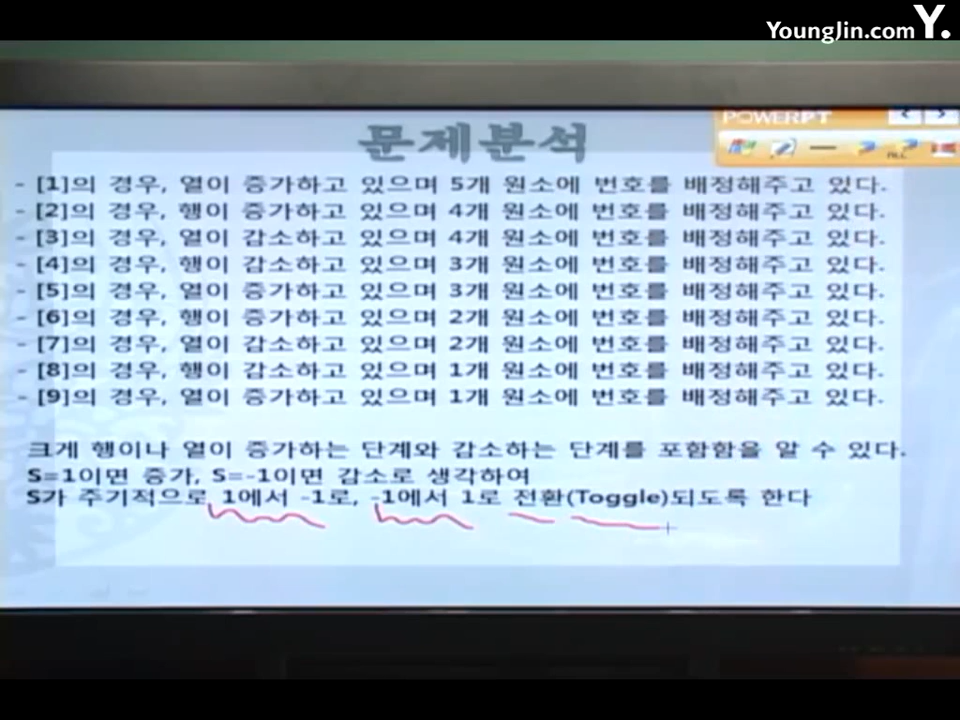 YoungJin.com Y.
POWERPT
문제분석
- [1]의 경우, 열이 증가하고 있으며 5개 원소에 번호를 배정해주고 있다.
- [2]의 경우, 행이 증가하고 있으며 4개 원소에 번호를 배정해주고 있다.
- [3]의 경우, 열이 감소하고 있으며 4개 원소에 번호를 배정해주고 있다.
- [4]의 경우, 행이 감소하고 있으며 3개 원소에 번호를 배정해주고 있다.
- [5]의 경우, 열이 증가하고 있으며 3개 원소에 번호를 배정해주고 있다.
- [6]의 경우, 행이 증가하고 있으며 2개 원소에 번호를 배정해주고 있다.
- [7]의 경우, 열이 감소하고 있으며 2개 원소에 번호를 배정해주고 있다.
- [8]의 경우, 행이 감소하고 있으며 1개 원소에 번호를 배정해주고 있다.
- [9]의 경우, 열이 증가하고 있으며 1개 원소에 번호를 배정해주고 있다.
크게 행이나 열이 증가하는 단계와 감소하는 단계를 포함함을 알 수 있다.
S=1이면 증가, S=-1이면 감소로 생각하여
S가 주기적으로 1에서 -1로, -1에서 1로 전환(Toggle)되도록 한다